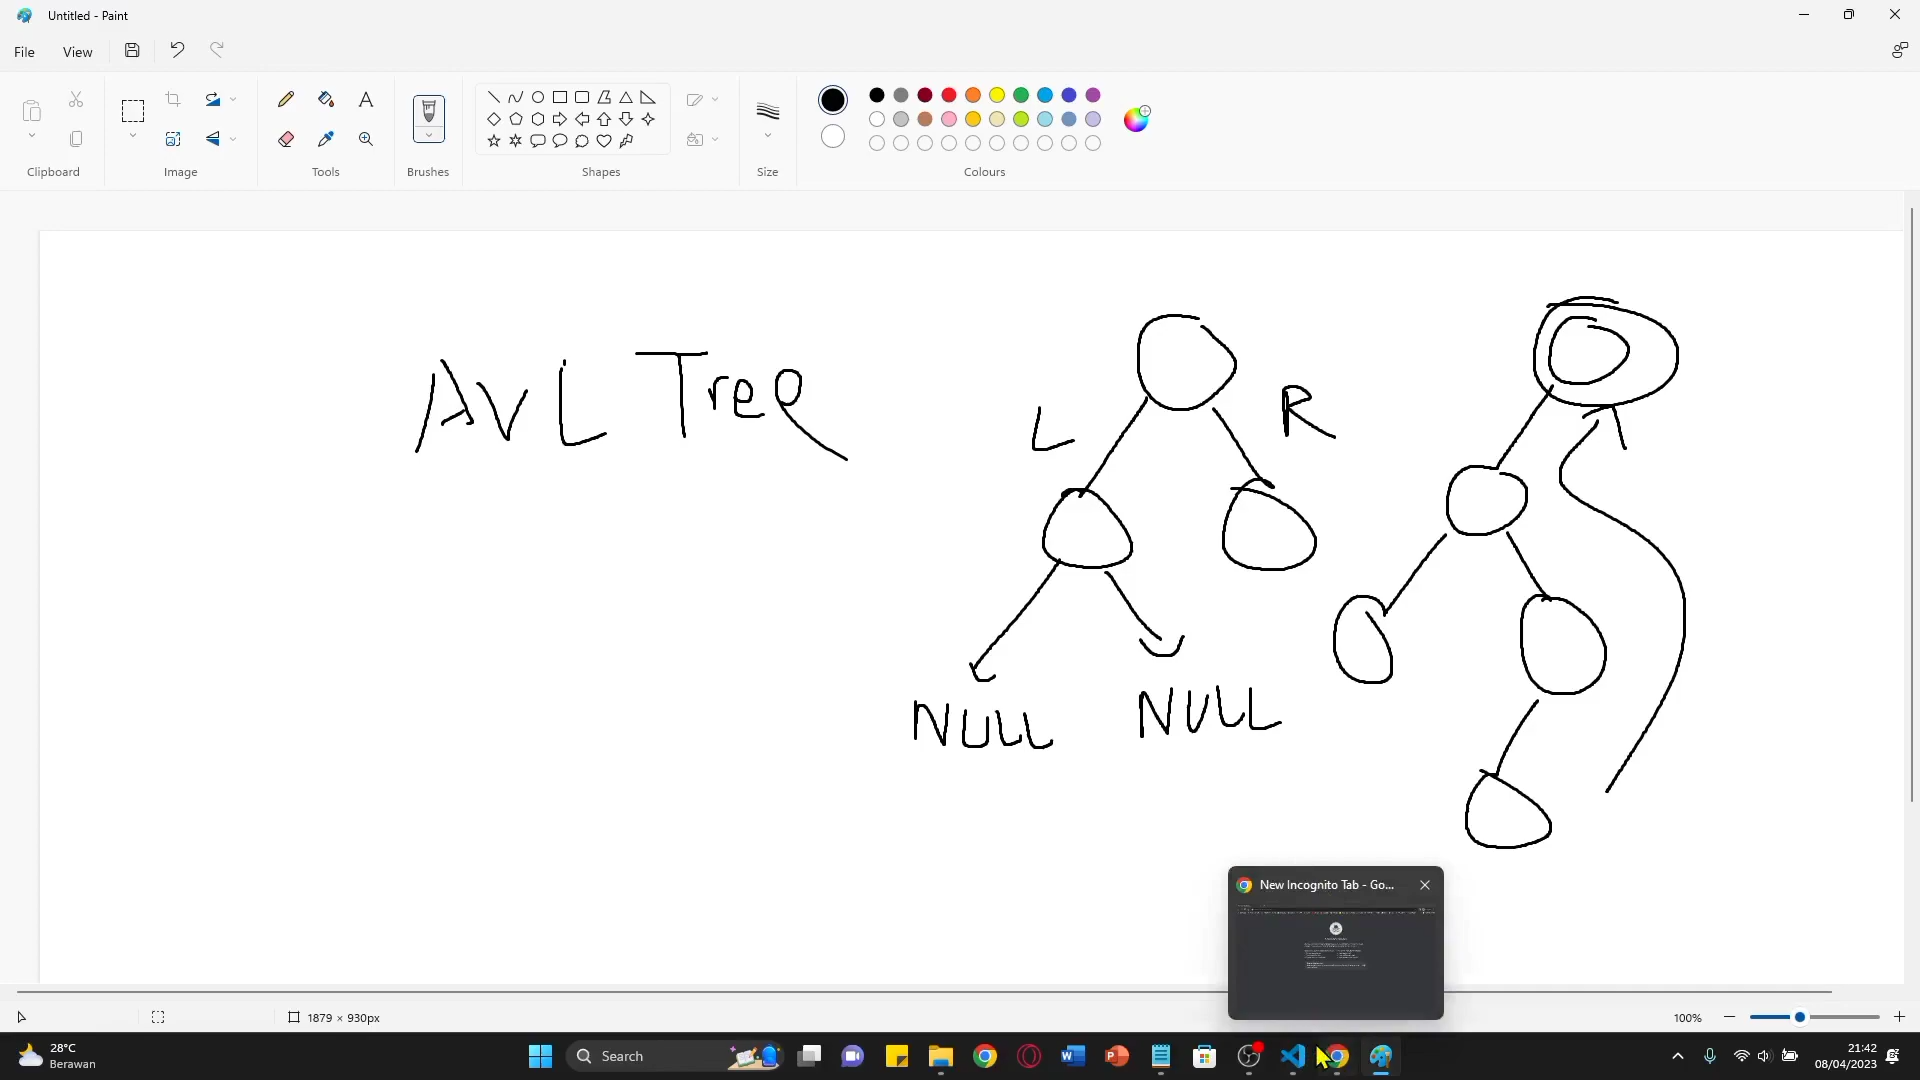 Untitled - Paint
File
View
Clipboard
Image
Tools
Brushes
Shapes
Size
Colours
AVL Tree
L
R
NULL
NULL
New Incognito Tab - Go...
1879 × 930px
100%
28°C
Berawan
Search
21:42
08/04/2023